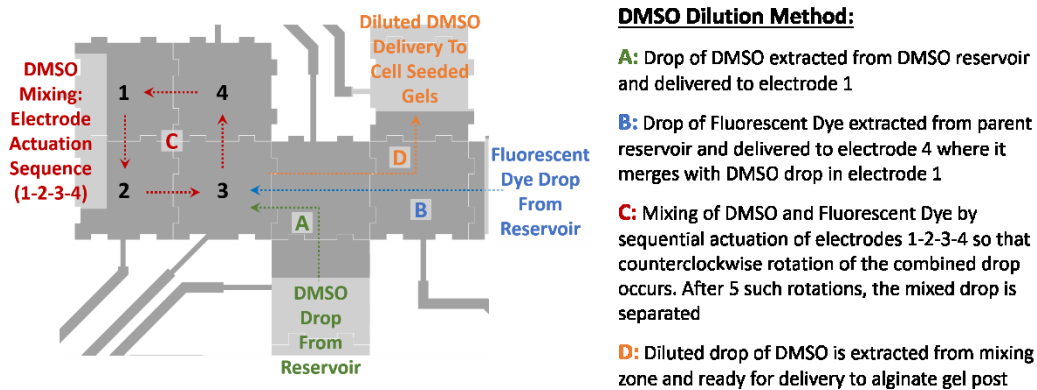 DMSO
Mixing:
Electrode
Actuation
Sequence
(1-2-3-4)
1
4
2
3
C
Diluted DMSO
Delivery To
Cell Seeded
Gels
D
Fluorescent
Dye Drop
From
Reservoir
B
A
DMSO
Drop
From
Reservoir
DMSO Dilution Method:
A: Drop of DMSO extracted from DMSO reservoir
and delivered to electrode 1
B: Drop of Fluorescent Dye extracted from parent
reservoir and delivered to electrode 4 where it
merges with DMSO drop in electrode 1
C: Mixing of DMSO and Fluorescent Dye by
sequential actuation of electrodes 1-2-3-4 so that
counterclockwise rotation of the combined drop
occurs. After 5 such rotations, the mixed drop is
separated
D: Diluted drop of DMSO is extracted from mixing
zone and ready for delivery to alginate gel post